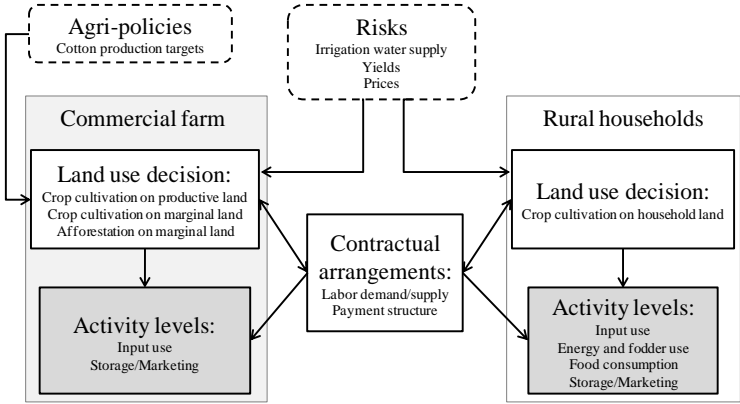 Agri-policies
Cotton production targets
Risks
Irrigation water supply
Yields
Prices
Commercial farm
Land use decision:
Crop cultivation on productive land
Crop cultivation on marginal land
Afforestation on marginal land
Activity levels:
Input use
Storage/Marketing
Contractual
arrangements:
Labor demand/supply
Payment structure
Rural households
Land use decision:
Crop cultivation on household land
Activity levels:
Input use
Energy and fodder use
Food consumption
Storage/Marketing